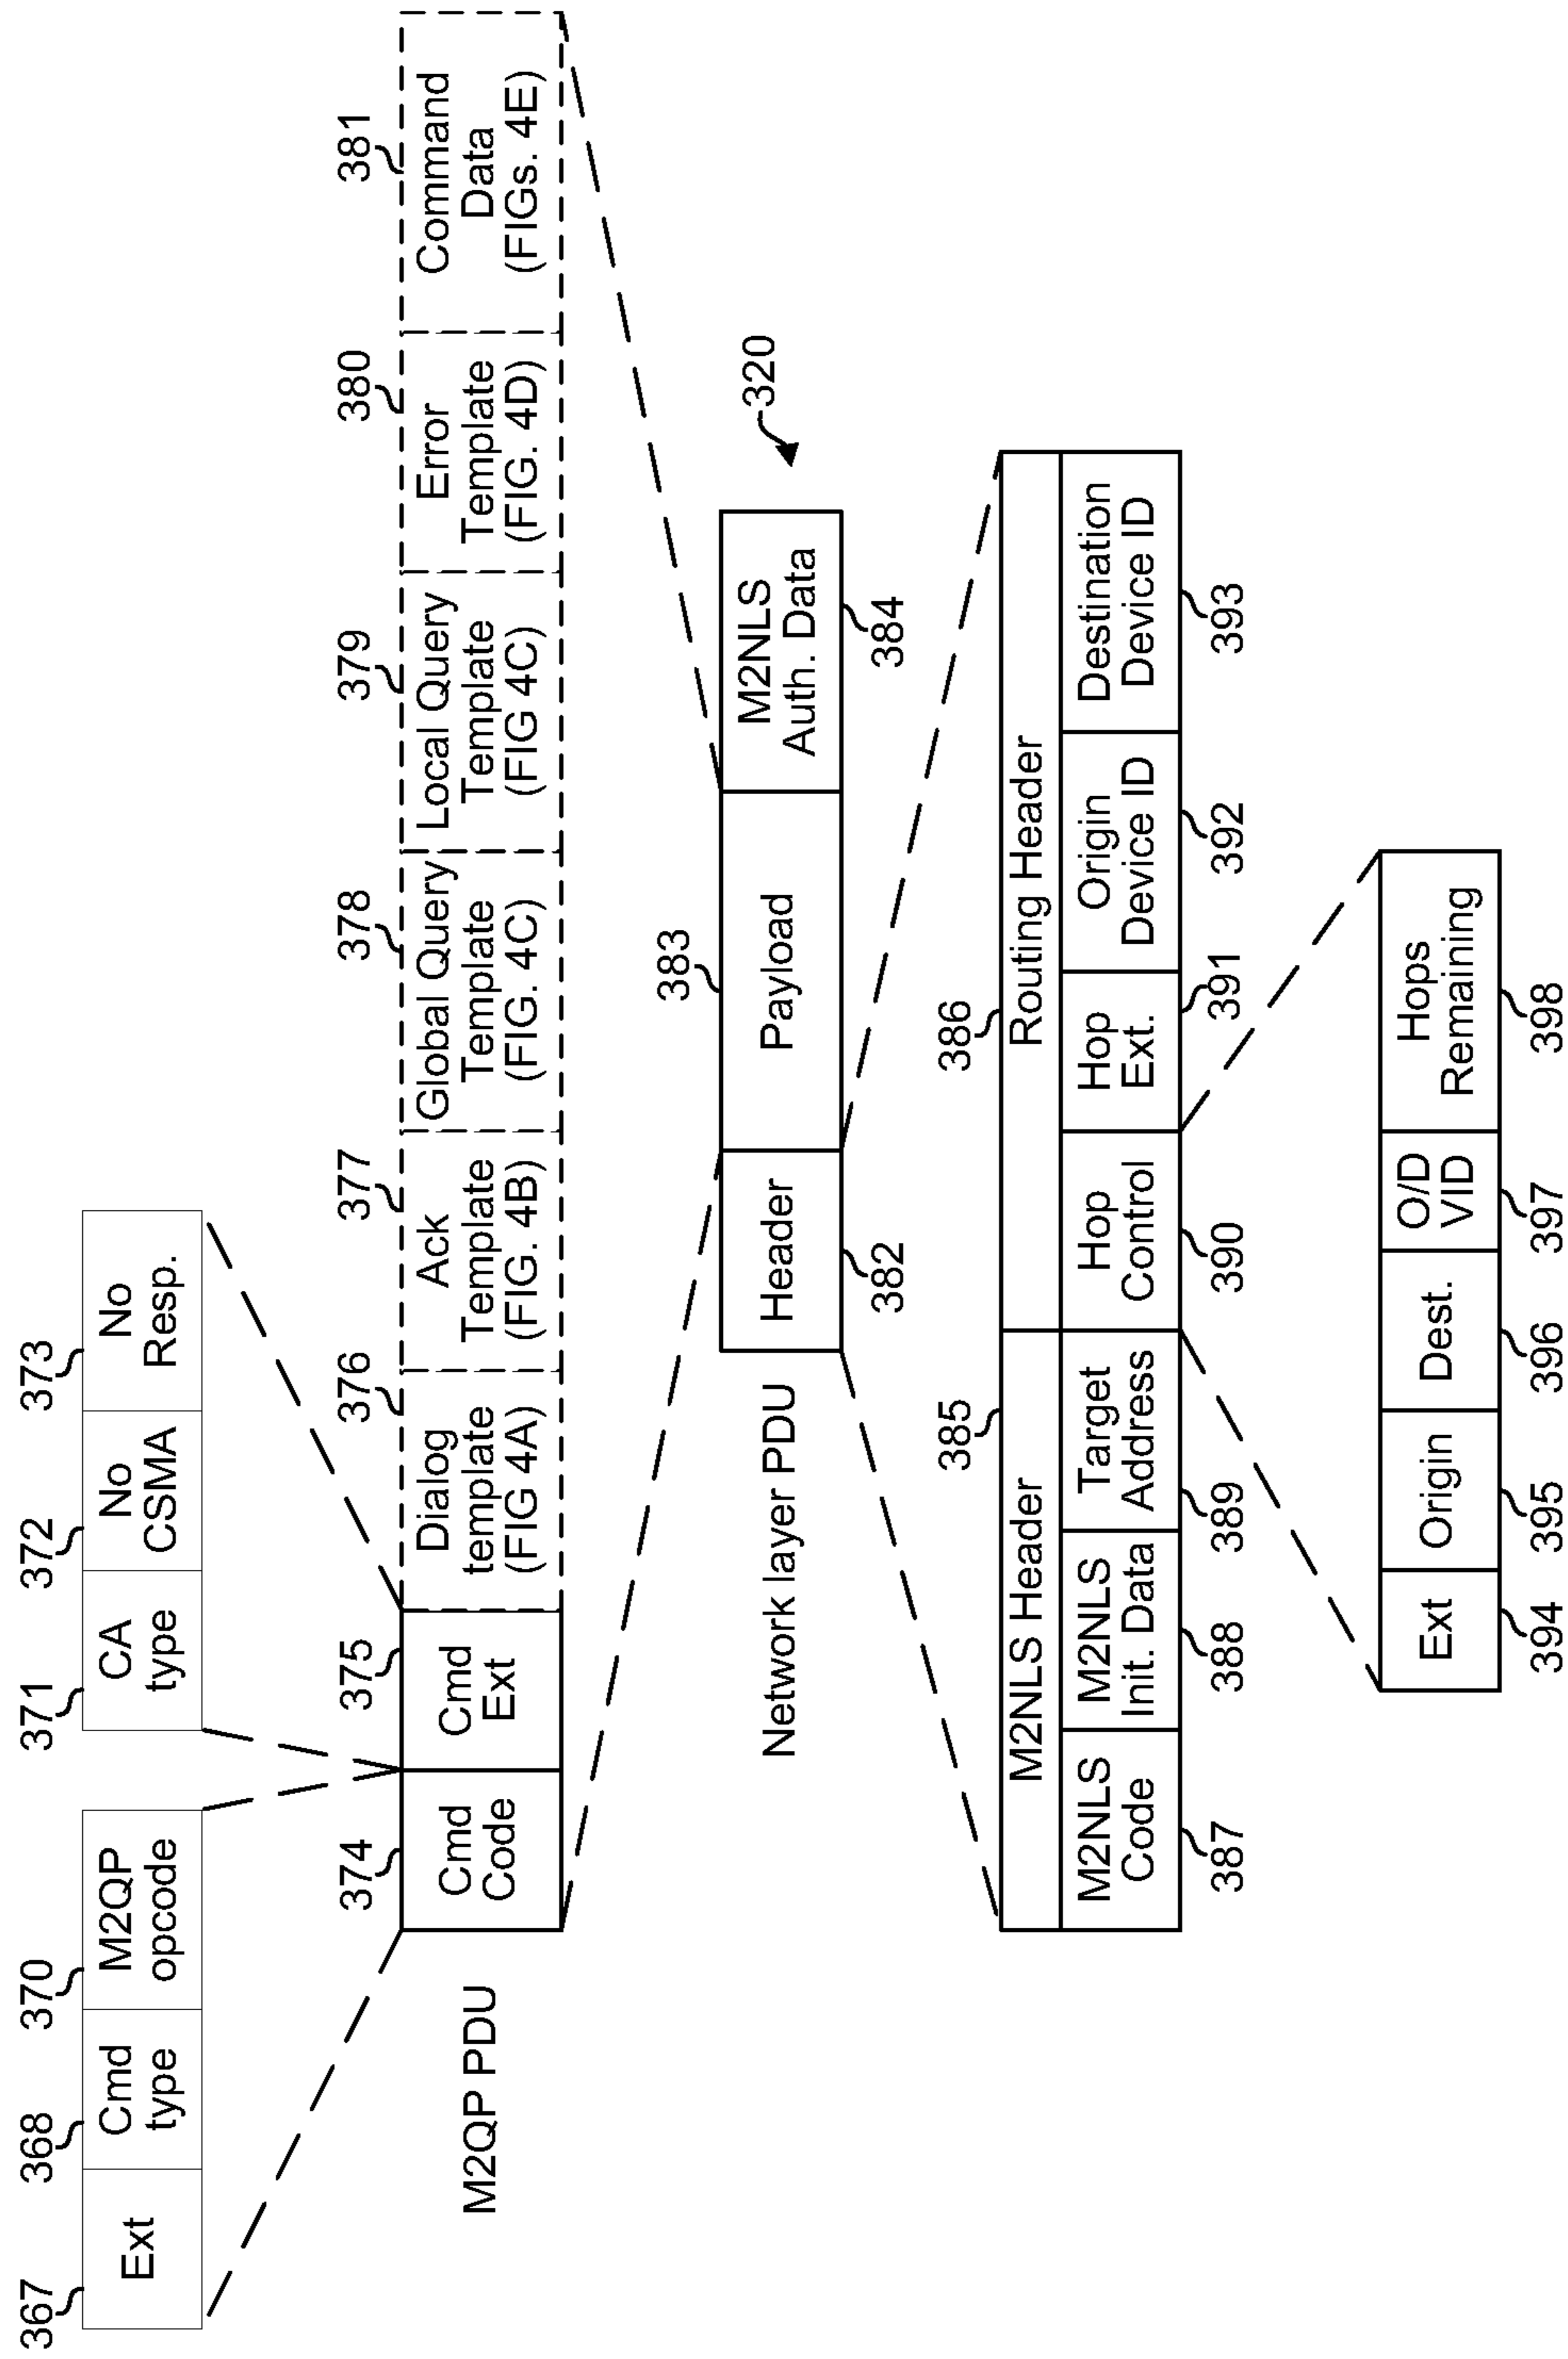 367
368
370
371
372
373
Ext
Cmd
type
M2QP
opcode
CA
type
No
CSMA
No
Resp.
374
375
376
377
378
379
380
381
Cmd
Code
Cmd
Ext
Dialog
template
(FIG 4A)
Ack
Template
(FIG. 4B)
Global Query
Template
(FIG. 4C)
Local Query
Template
(FIG 4C)
Error
Template
(FIG. 4D)
Command
Data
(FIGs. 4E)
M2QP PDU
383
320
Header
Payload
M2NLS
Auth. Data
382
384
Network layer PDU
385
386
M2NLS Header
Routing Header
M2NLS
Code
M2NLS
Init. Data
Target
Address
Hop
Control
Hop
Ext.
Origin
Device ID
Destination
Device ID
387
388
389
390
391
392
393
Ext
Origin
Dest.
O/D
VID
Hops
Remaining
394
395
396
397
398